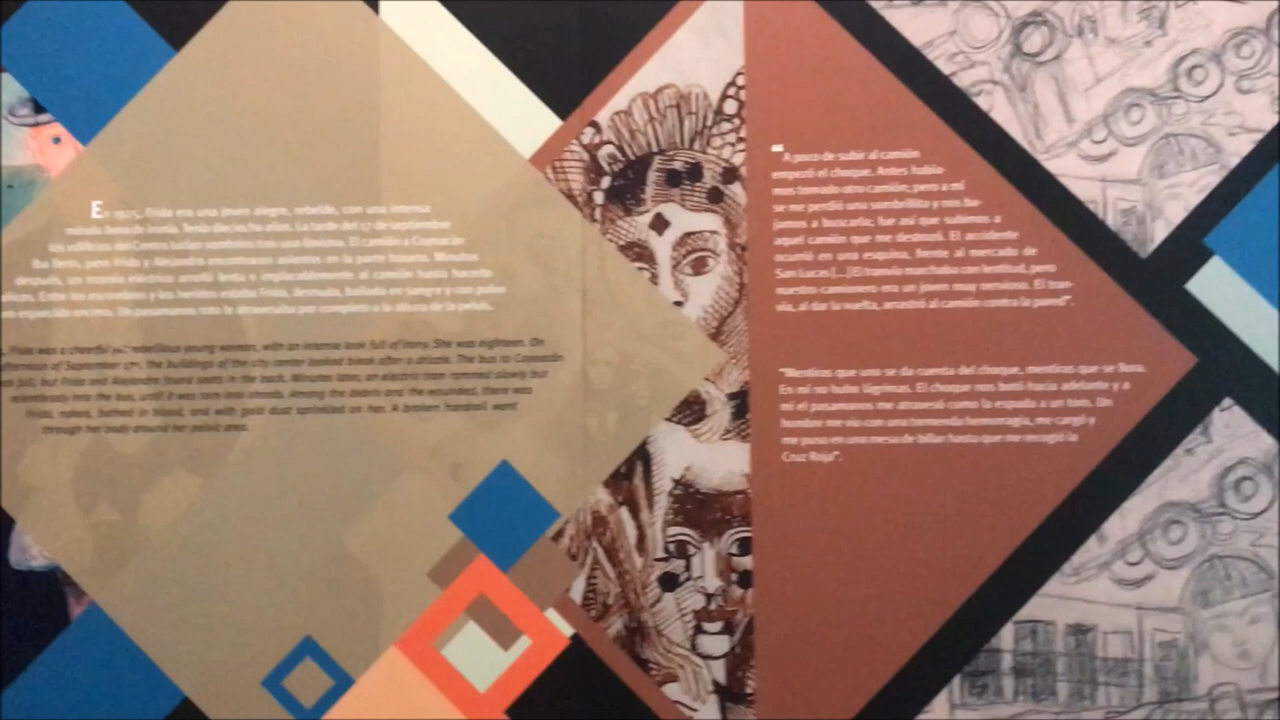 En 1925, Frida era una joven alegre, rebelde, con una intensa
mirada llena de ironía. Tenía dieciocho años. La tarde del 17 de septiembre
los edificios del Centro lucían sombríos tras una llovizna. El camión a Coyoacán
iba lleno, pero Frida y Alejandro encontraron asientos en la parte trasera. Minutos
después, un tranvía eléctrico arrolló lenta e implacablemente al camión hasta hacerlo
Entre los escombros y los heridos estaba Frida, desnuda, bañada en sangre y con polvo
esparcido encima. Un pasamanos roto la atravesaba por completo a la altura de la pelvis.
Frida was a cheerful yet rebellious young woman, with an intense look full of irony. She was eighteen. On
afternoon of September 17th, the buildings of the city center looked bleak after a drizzle. The bus to Coyoacán
was full, but Frida and Alejandro found seats in the back. Minutes later, an electric tram rammed slowly but
relentlessly into the bus, until it was torn to shreds. Among the debris and the wounded, there was
Frida, naked, bathed in blood, and with gold dust sprinkled on her. A broken handrail went
through her body around her pelvic area.
“A poco de subir al camión
empezó el choque. Antes había-
mos tomado otro camión; pero a mí
se me perdió una sombrillita y nos ba-
jamos a buscarla; fue así que subimos a
aquel camión que me destrozó. El accidente
ocurrió en una esquina, frente al mercado de
San Lucas [...] El tranvía marchaba con lentitud, pero
nuestro camionero era un joven muy nervioso. El tran-
vía, al dar la vuelta, arrastró al camión contra la pared”.
“Mentiras que uno se da cuenta del choque, mentiras que se llora.
En mí no hubo lágrimas. El choque nos botó hacia adelante y a
mí el pasamanos me atravesó como la espada a un toro. Un
hombre me vio con una tremenda hemorragia, me cargó y
me puso en una mesa de billar hasta que me recogió la
Cruz Roja”.